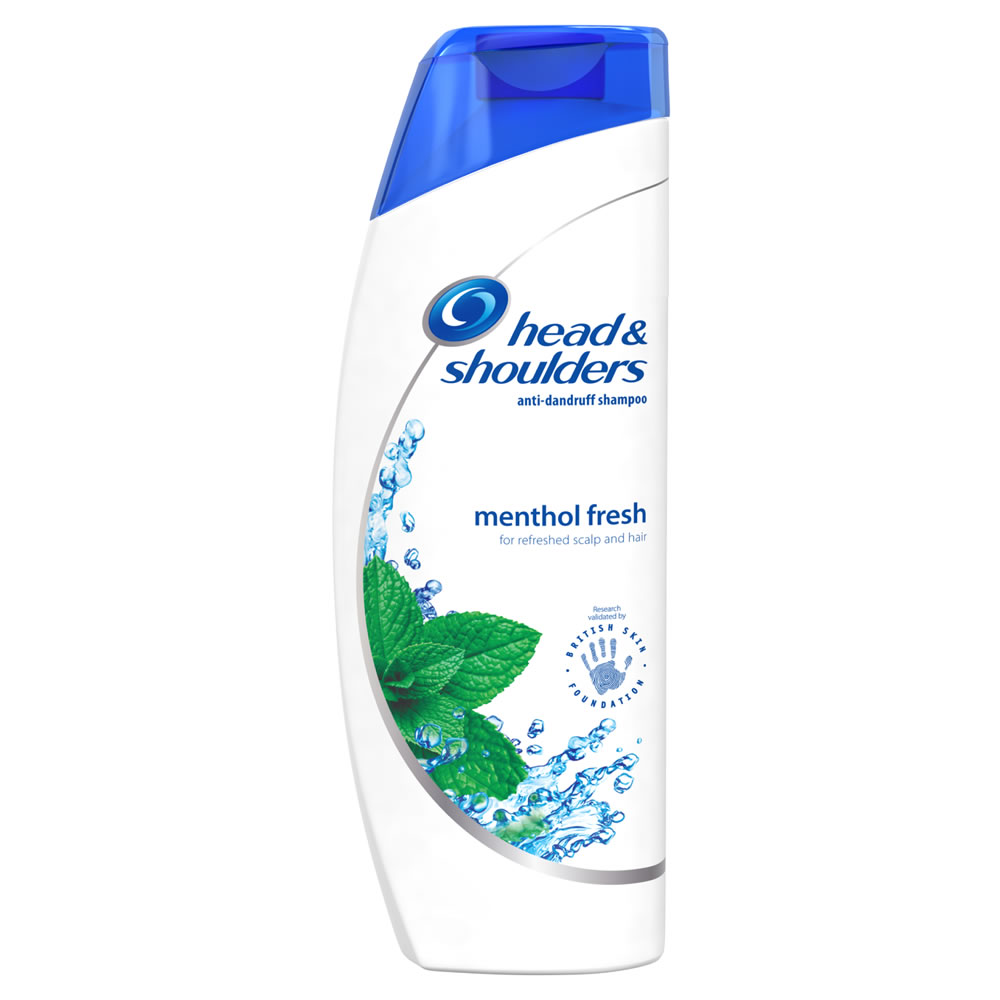 head &
shoulders
anti-dandruff shampoo
menthol fresh
for refreshed scalp and hair
Research
validated by
BRITISH SKIN
FOUNDATION